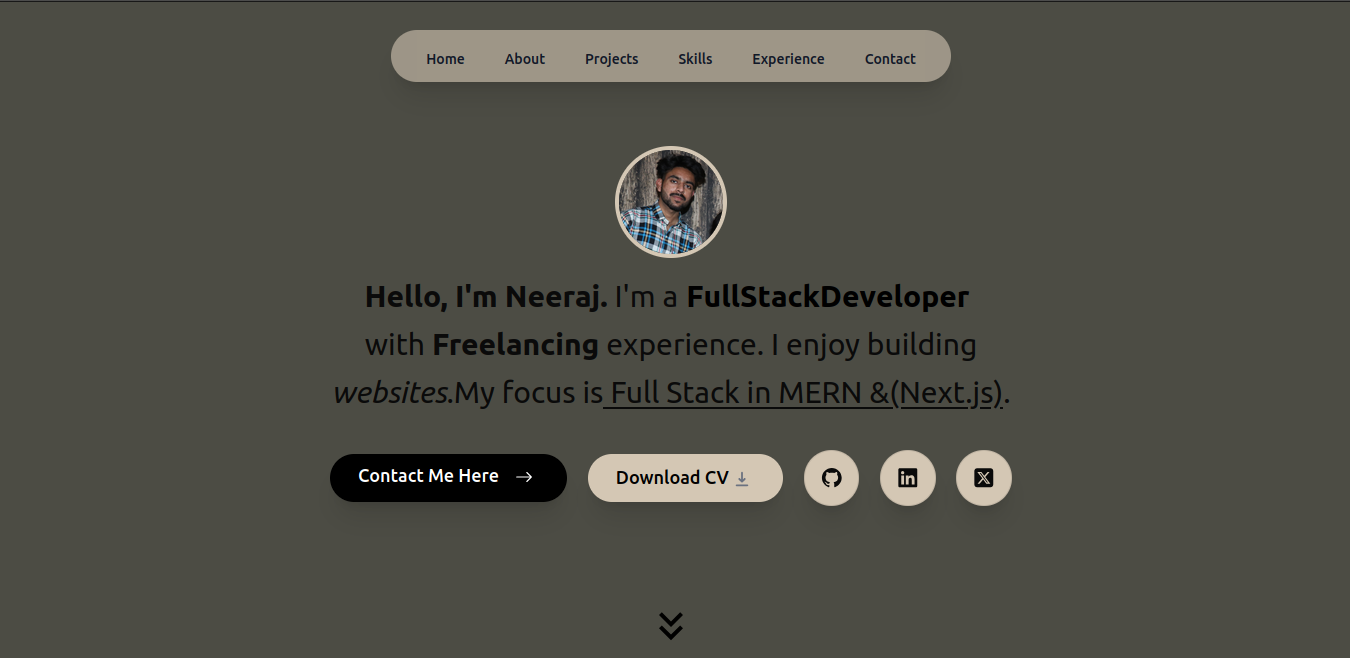 Home About Projects Skills Experience Contact
Hello, I'm Neeraj. I'm a FullStackDeveloper
with Freelancing experience. I enjoy building
websites.My focus is Full Stack in MERN &(Next.js).
Contact Me Here Download CV